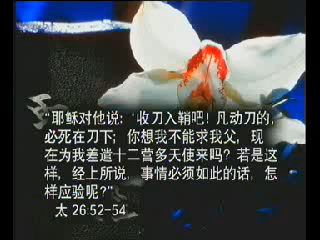 “耶稣对他说：‘收刀入鞘吧！凡动刀的，
必死在刀下；你想我不能求我父，现
在为我差遣十二营多天使来吗？若是这
样，经上所说，事情必须如此的话，怎
样应验呢？”
太 26:52-54